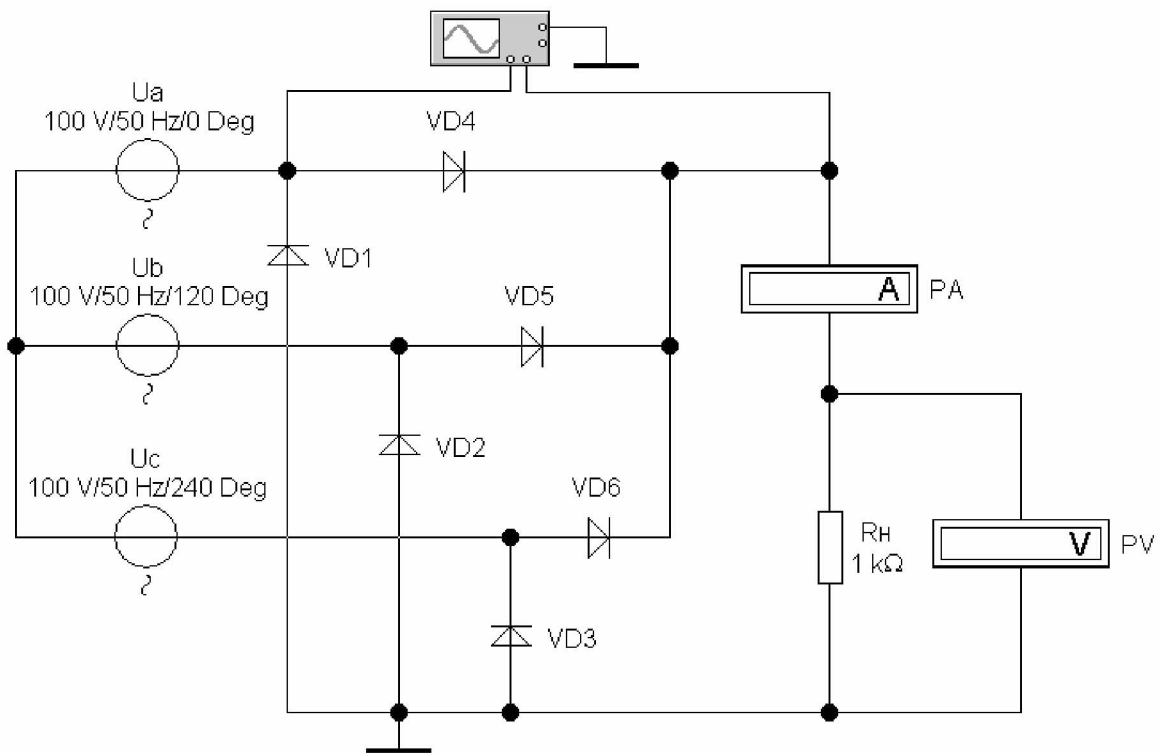 Ua
100 V/50 Hz/0 Deg
VD4
VD1
A
PA
Ub
100 V/50 Hz/120 Deg
VD5
VD2
Uc
100 V/50 Hz/240 Deg
VD6
Rн
1 kΩ
V
PV
VD3